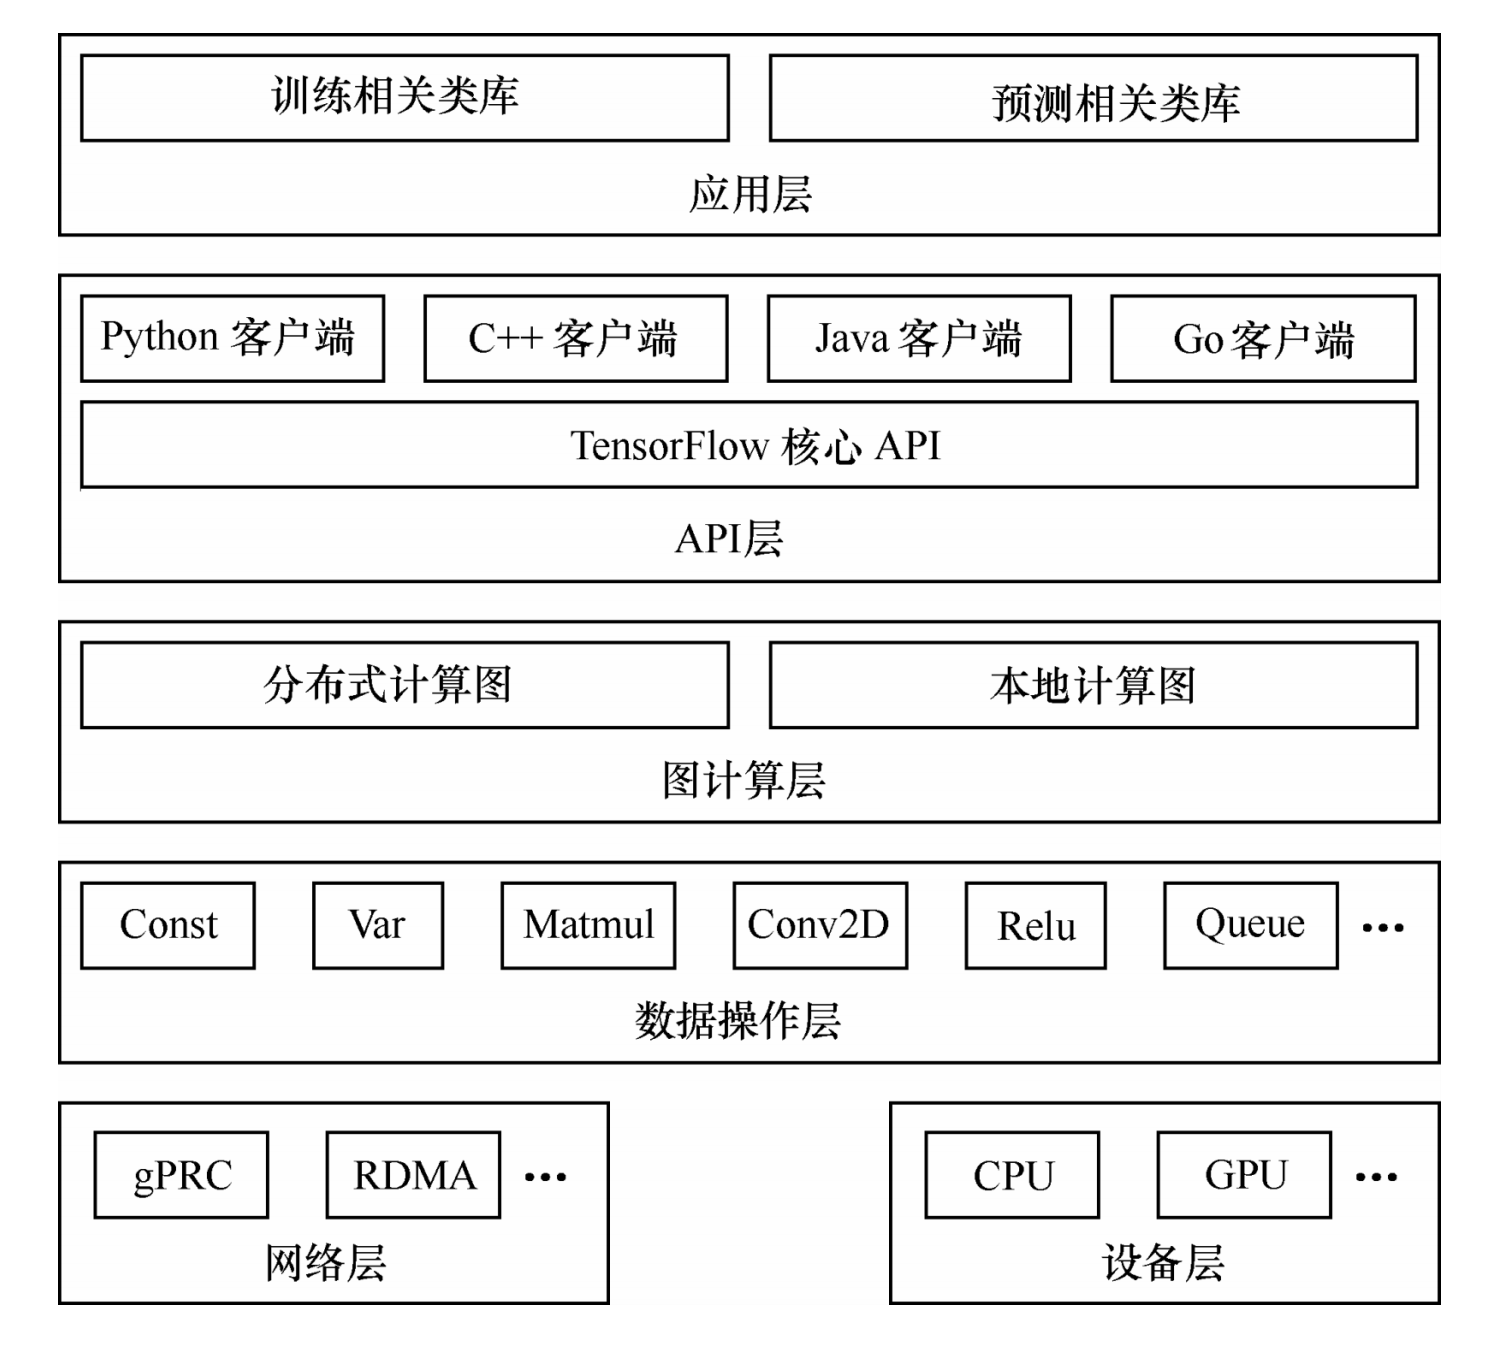 训练相关类库
预测相关类库
应用层
Python 客户端
C++ 客户端
Java 客户端
Go 客户端
TensorFlow 核心 API
API层
分布式计算图
本地计算图
图计算层
Const
Var
Matmul
Conv2D
Relu
Queue
…
数据操作层
gPRC
RDMA
…
网络层
CPU
GPU
…
设备层